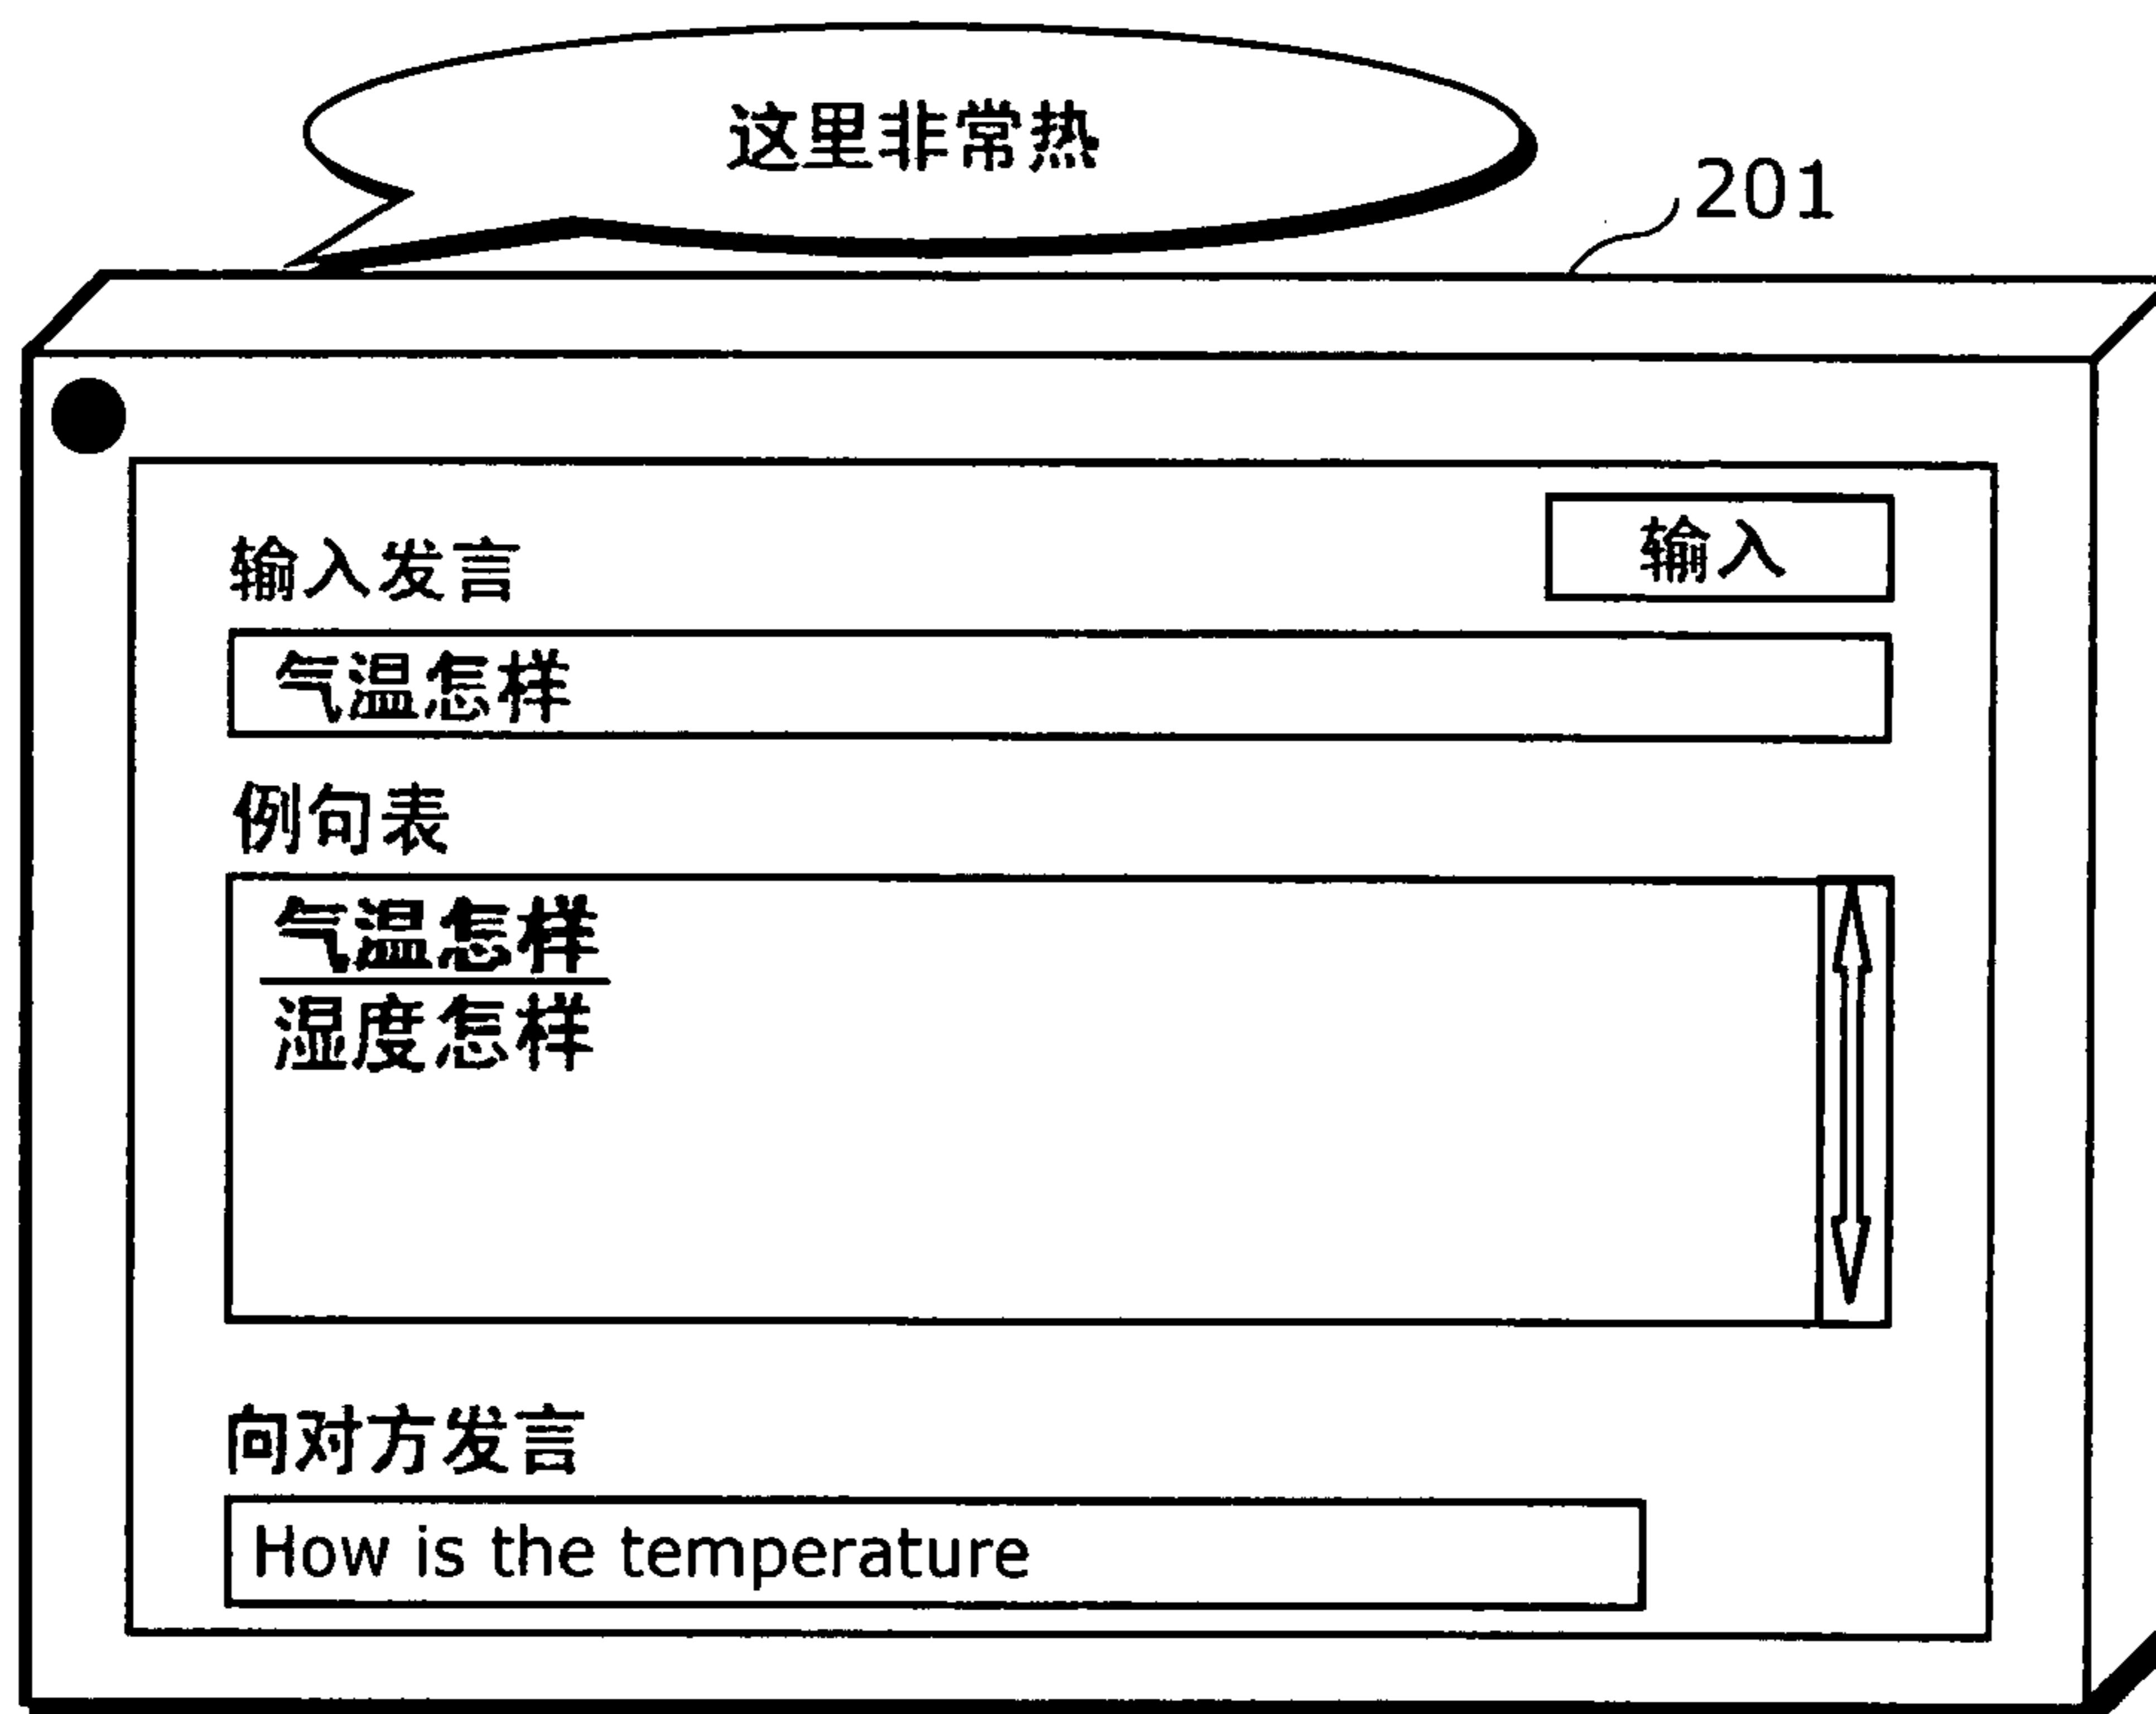 这里非常热
201
输入发言
输入
气温怎样
例句表
气温怎样
湿度怎样
向对方发言
How is the temperature